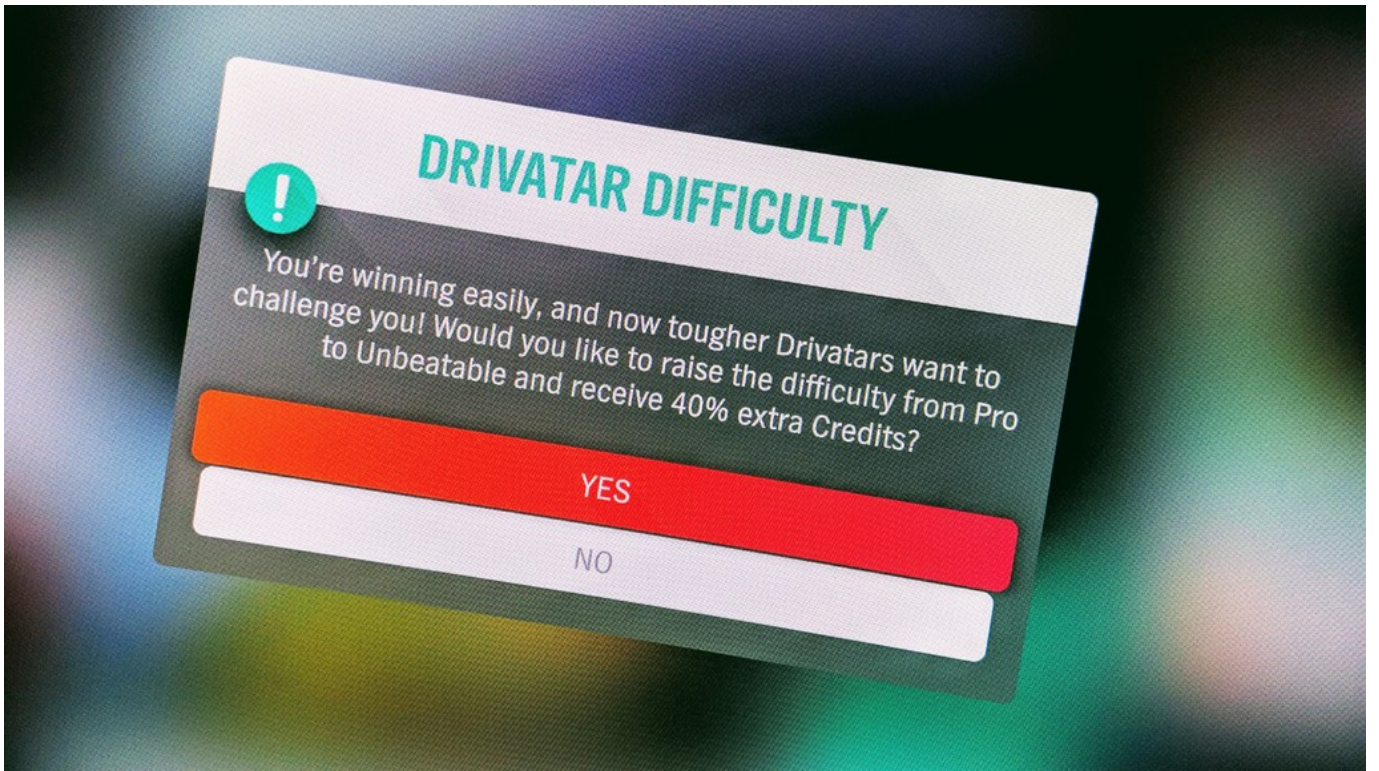 DRIVATAR DIFFICULTY
!
You're winning easily, and now tougher Drivatars want to
challenge you! Would you like to raise the difficulty from Pro
to Unbeatable and receive 40% extra Credits?
YES
NO